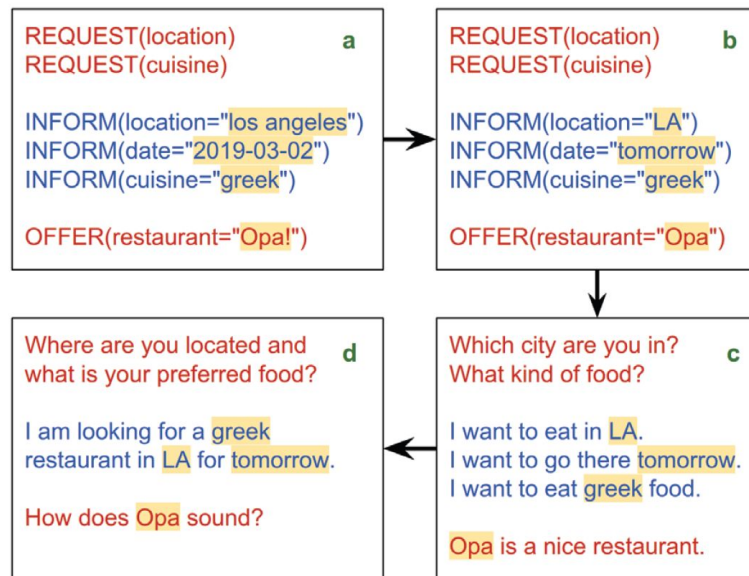 a
REQUEST(location)
REQUEST(cuisine)
INFORM(location="los angeles")
INFORM(date="2019-03-02")
INFORM(cuisine="greek")
OFFER(restaurant="Opa!")
b
REQUEST(location)
REQUEST(cuisine)
INFORM(location="LA")
INFORM(date="tomorrow")
INFORM(cuisine="greek")
OFFER(restaurant="Opa")
c
Which city are you in?
What kind of food?
I want to eat in LA.
I want to go there tomorrow.
I want to eat greek food.
Opa is a nice restaurant.
d
Where are you located and
what is your preferred food?
I am looking for a greek
restaurant in LA for tomorrow.
How does Opa sound?